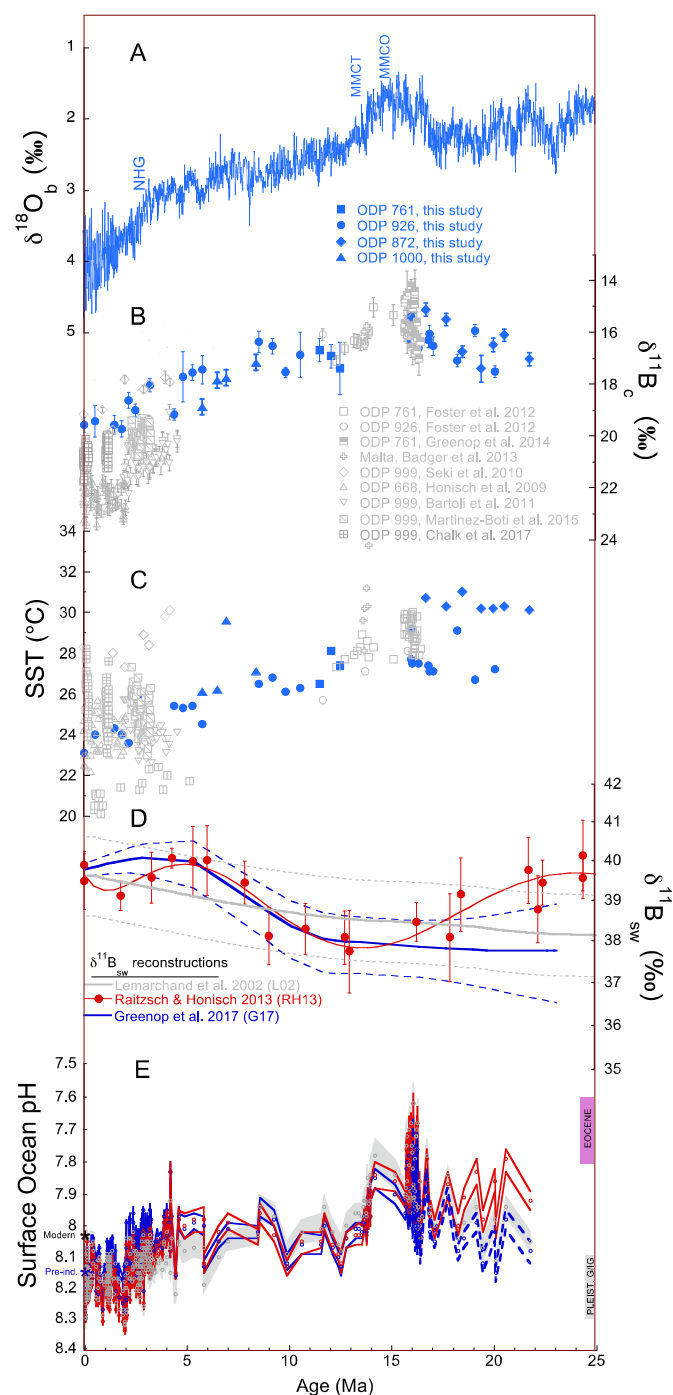 A
MMCT
MMCO
NHG
δ18Ob (‰)
1
2
3
4
5
ODP 761, this study
ODP 926, this study
ODP 872, this study
ODP 1000, this study
B
14
16
18
20
22
24
δ11Bc (‰)
ODP 761, Foster et al. 2012
ODP 926, Foster et al. 2012
ODP 761, Greenop et al. 2014
Malta, Badger et al. 2013
ODP 999, Seki et al. 2010
ODP 668, Honisch et al. 2009
ODP 999, Bartoli et al. 2011
ODP 999, Martinez-Boti et al. 2015
ODP 999, Chalk et al. 2017
C
SST (°C)
34
32
30
28
26
24
22
20
D
42
41
40
39
38
37
36
35
δ11Bsw (‰)
δ11Bsw reconstructions
Lemarchand et al. 2002 (L02)
Raitzsch & Honisch 2013 (RH13)
Greenop et al. 2017 (G17)
E
Surface Ocean pH
7.5
7.6
7.7
7.8
7.9
8
8.1
8.2
8.3
8.4
Modern
Pre-ind.
EOCENE
PLEIST. G/IG
0
5
10
15
20
25
Age (Ma)